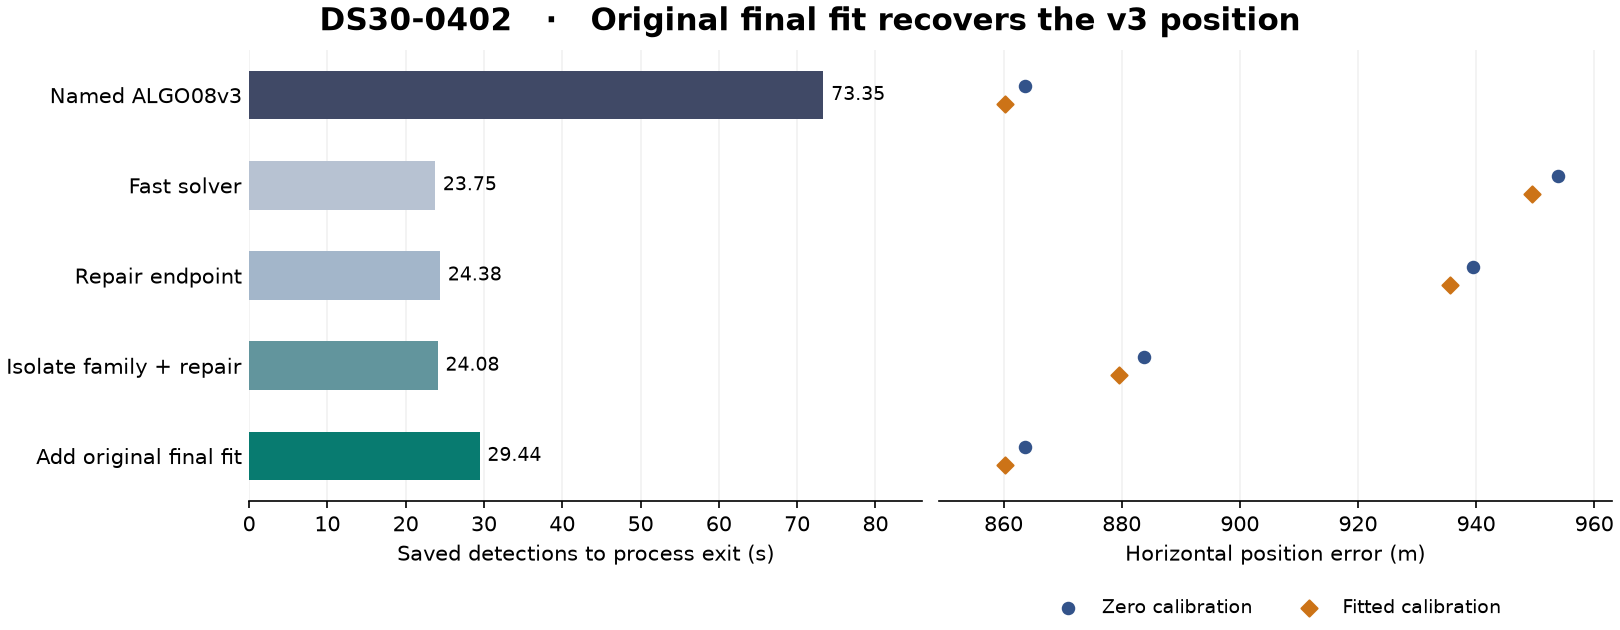 DS30-0402 · Original final fit recovers the v3 position
Named ALGO08v3
73.35
Fast solver
23.75
Repair endpoint
24.38
Isolate family + repair
24.08
Add original final fit
29.44
0 10 20 30 40 50 60 70 80
Saved detections to process exit (s)
860 880 900 920 940 960
Horizontal position error (m)
Zero calibration
Fitted calibration